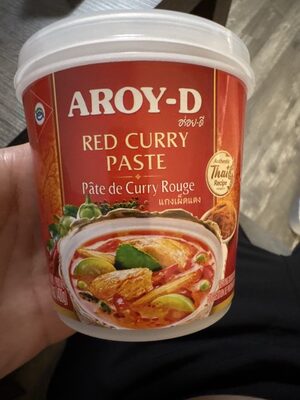 AROY-D
อร่อย-ดี
RED CURRY
PASTE
Pâte de Curry Rouge
แกงเผ็ดแดง
Authentic
Thai
Recipe